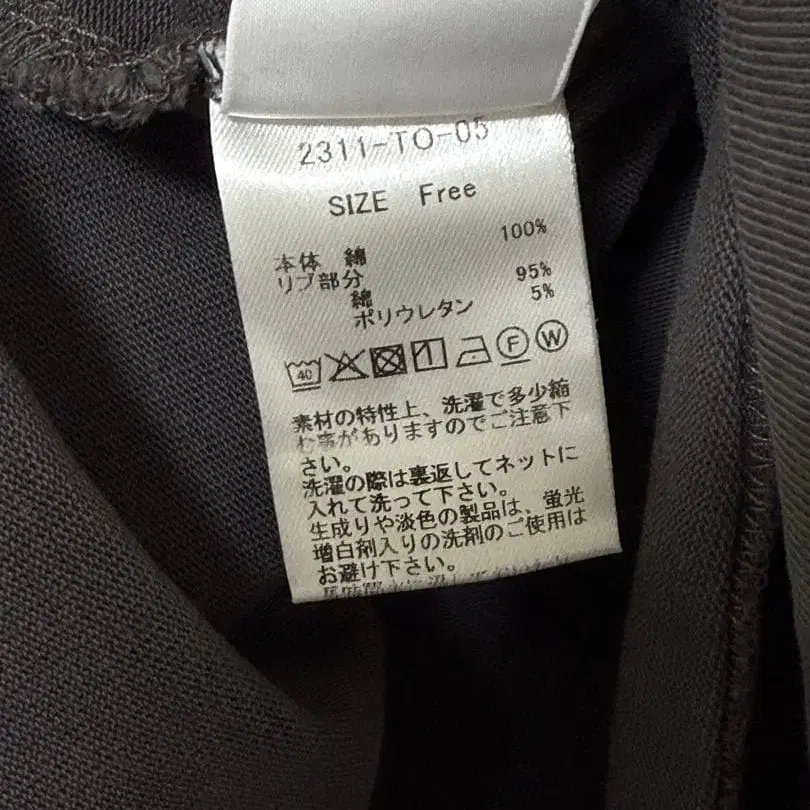 2311-TO-05
SIZE Free
本体 綿 100%
リブ部分
綿 95%
ポリウレタン 5%
40 F W
素材の特性上、洗濯で多少縮
む事がありますのでご注意下
さい。
洗濯の際は裏返してネットに
入れて洗って下さい。
生成りや淡色の製品は、蛍光
増白剤入りの洗剤のご使用は
お避け下さい。